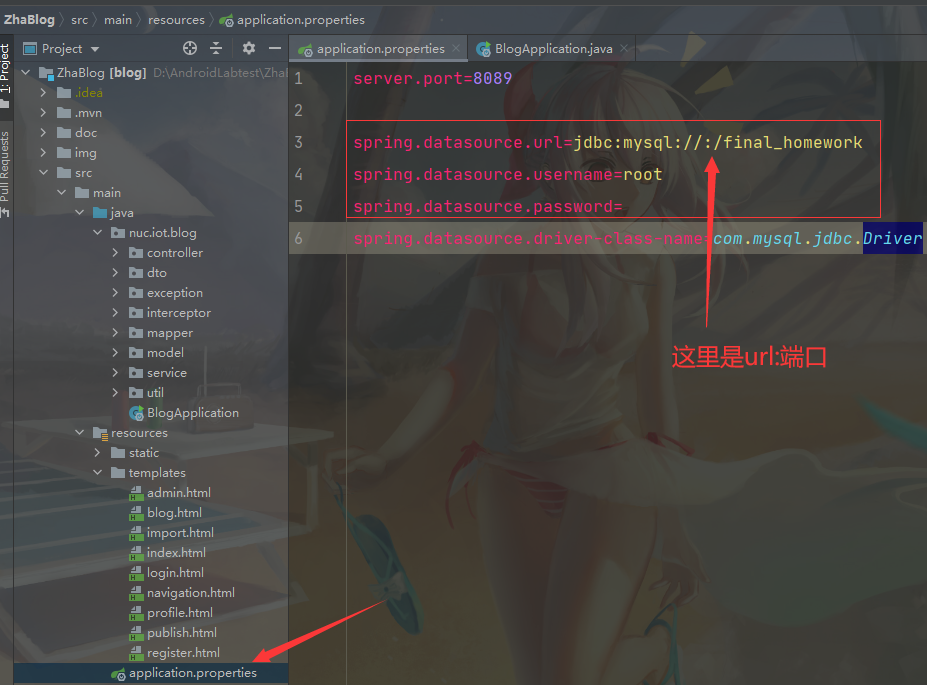 ZhaBlog src main resources application.properties
Project
application.properties
BlogApplication.java
1: Project
Pull Requests
ZhaBlog [blog] D:\AndroidLabtest\Zhal
.idea
.mvn
doc
img
src
main
java
nuc.iot.blog
controller
dto
exception
interceptor
mapper
model
service
util
BlogApplication
resources
static
templates
admin.html
blog.html
import.html
index.html
login.html
navigation.html
profile.html
publish.html
register.html
application.properties
1 server.port=8089
2
3 spring.datasource.url=jdbc:mysql://:/final_homework
4 spring.datasource.username=root
5 spring.datasource.password=
6 spring.datasource.driver-class-name=com.mysql.jdbc.Driver
这里是url:端口